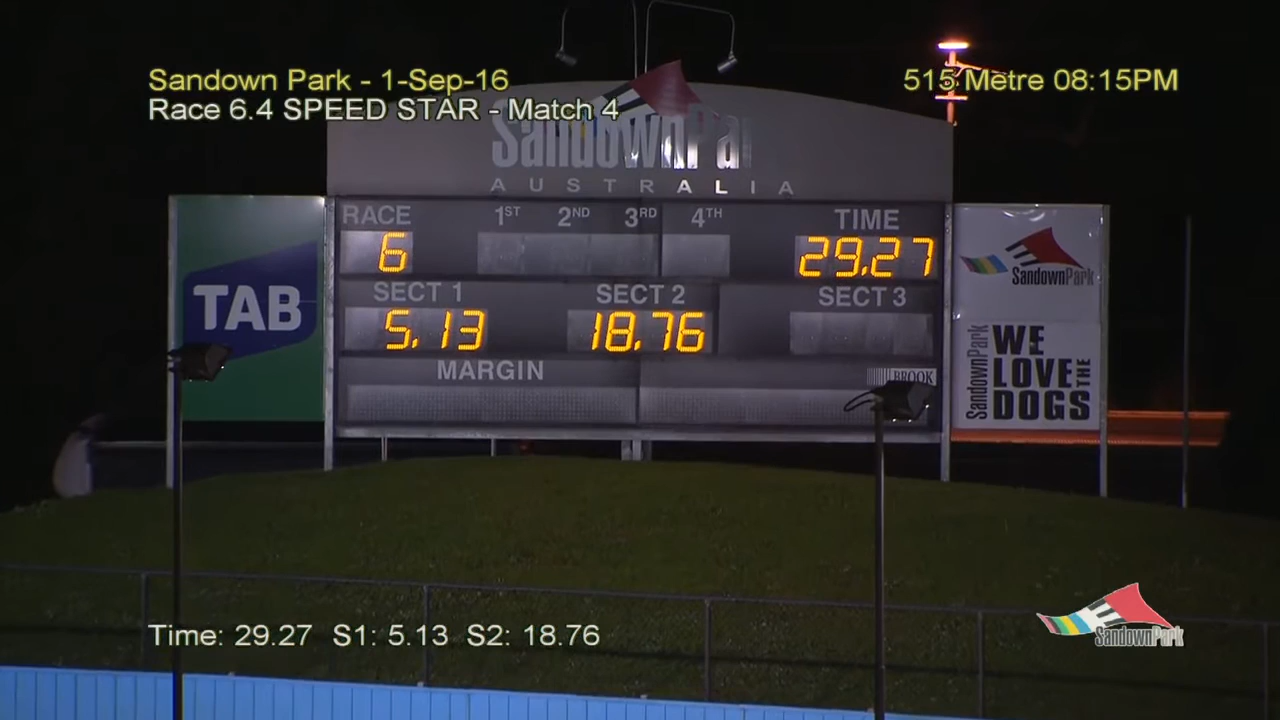 Sandown Park - 1-Sep-16
515 Metre 08:15PM
Race 6.4 SPEED STAR - Match 4
SandownPa
AUSTRALIA
RACE 1ST 2ND 3RD 4TH TIME
6 29.27
SECT 1 SECT 2 SECT 3
5.13 18.76
MARGIN
BROOK
TAB
SandownPark
SandownPark
WE
LOVE THE
DOGS
Time: 29.27 S1: 5.13 S2: 18.76
SandownPark